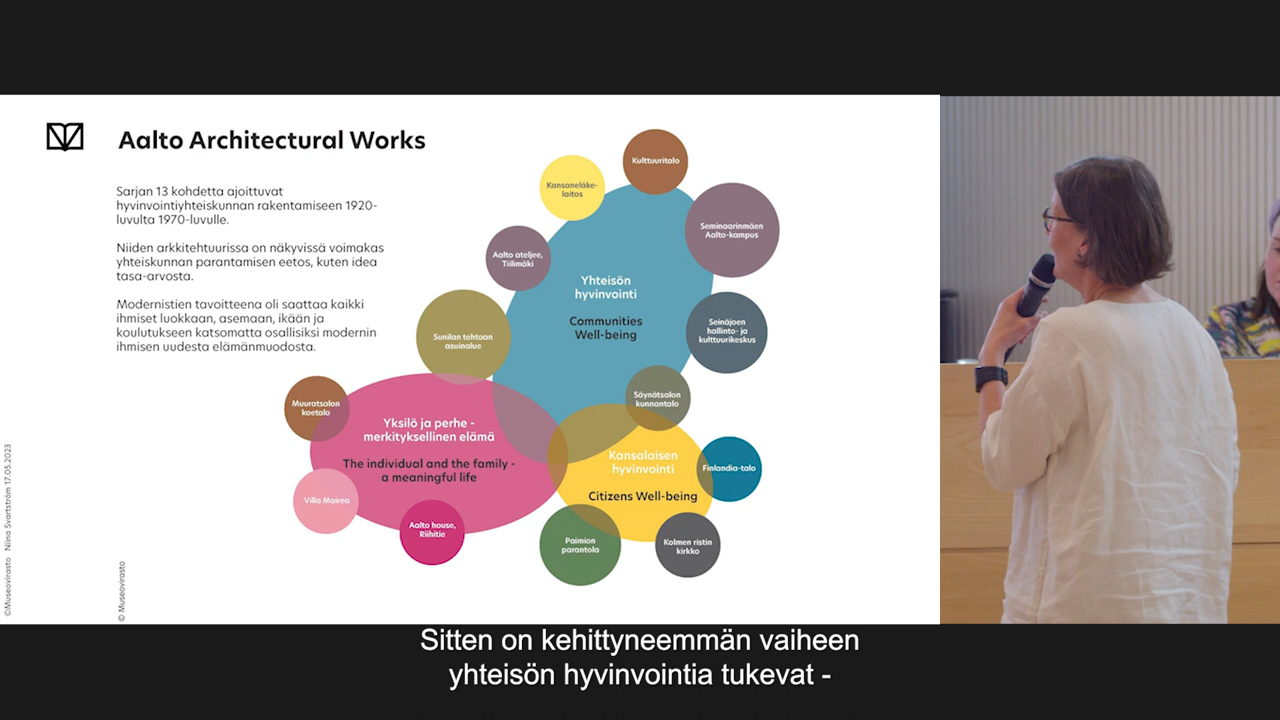 Aalto Architectural Works
Sarjan 13 kohdetta ajoittuvat
hyvinvointiyhteiskunnan rakentamiseen 1920-
luvulta 1970-luvulle.
Niiden arkkitehtuurissa on näkyvissä voimakas
yhteiskunnan parantamisen eetos, kuten idea
tasa-arvosta.
Modernistien tavoitteena oli saattaa kaikki
ihmiset luokkaan, asemaan, ikään ja
koulutukseen katsomatta osallisiksi modernin
ihmisen uudesta elämänmuodosta.
Kulttuuritalo
Kansaneläke-
laitos
Seminaarinmäen
Aalto-kampus
Aalto ateljee,
Tiilimäki
Yhteisön
hyvinvointi
Communities
Well-being
Seinäjoen
hallinto- ja
kulttuurikeskus
Sunilan tehtaan
asuinalue
Säynätsalon
kunnantalo
Muuratsalon
koetalo
Yksilö ja perhe -
merkityksellinen elämä
The individual and the family -
a meaningful life
Kansalaisen
hyvinvointi
Citizens Well-being
Finlandia-talo
Villa Mairea
Aalto house,
Riihitie
Paimion
parantola
Kolmen ristin
kirkko
©Museovirasto Niina Svartström 17.05.2023
© Museovirasto
Sitten on kehittyneemmän vaiheen
yhteisön hyvinvointia tukevat -